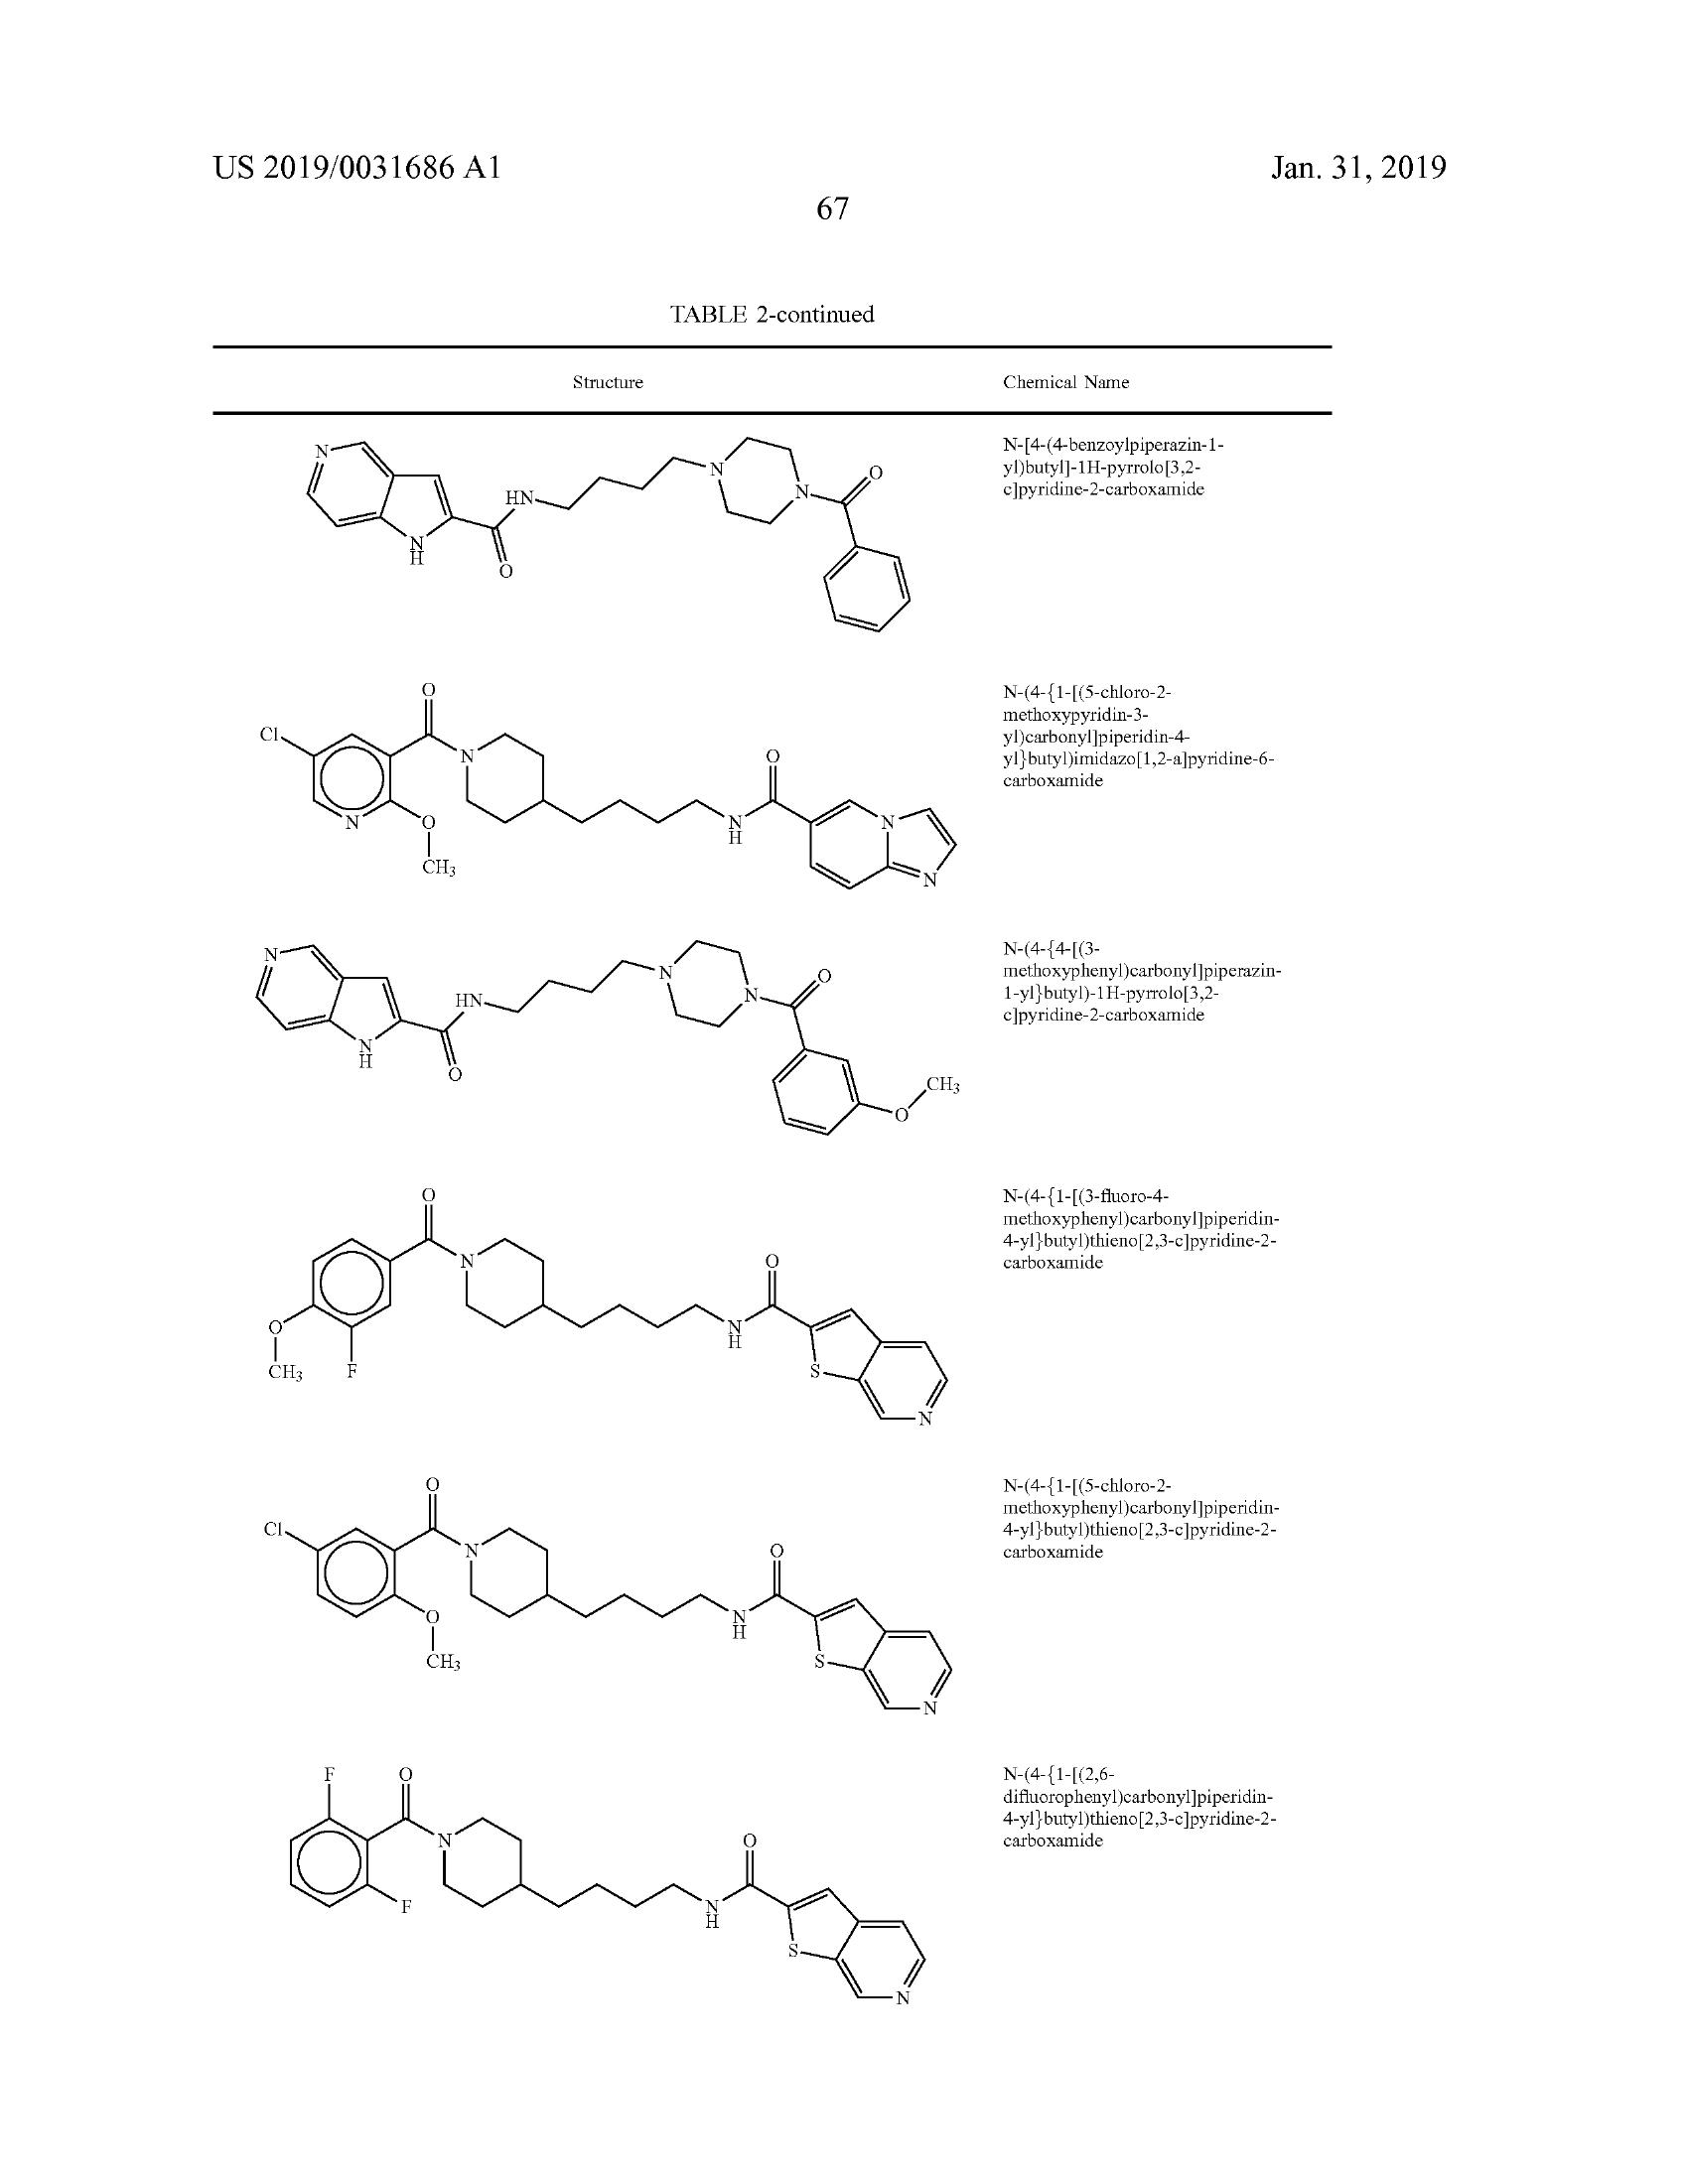 US 2019/0031686 A1
Jan. 31, 2019
67
TABLE 2-continued
Structure
Chemical Name
N
N
H
HN
O
N
N
O
N-[4-(4-benzoylpiperazin-1-
yl)butyl]-1H-pyrrolo[3,2-
c]pyridine-2-carboxamide
O
Cl
N
N
O
CH3
O
N
H
N
N
N-(4-{1-[(5-chloro-2-
methoxypyridin-3-
yl)carbonyl]piperidin-4-
yl}butyl)imidazo[1,2-a]pyridine-6-
carboxamide
N
N
H
HN
O
N
N
O
O
CH3
N-(4-{4-[(3-
methoxyphenyl)carbonyl]piperazin-
1-yl}butyl)-1H-pyrrolo[3,2-
c]pyridine-2-carboxamide
O
N
O
CH3
F
O
N
H
S
N
N-(4-{1-[(3-fluoro-4-
methoxyphenyl)carbonyl]piperidin-
4-yl}butyl)thieno[2,3-c]pyridine-2-
carboxamide
O
Cl
N
O
CH3
O
N
H
S
N
N-(4-{1-[(5-chloro-2-
methoxyphenyl)carbonyl]piperidin-
4-yl}butyl)thieno[2,3-c]pyridine-2-
carboxamide
F
O
N
F
O
N
H
S
N
N-(4-{1-[(2,6-
difluorophenyl)carbonyl]piperidin-
4-yl}butyl)thieno[2,3-c]pyridine-2-
carboxamide